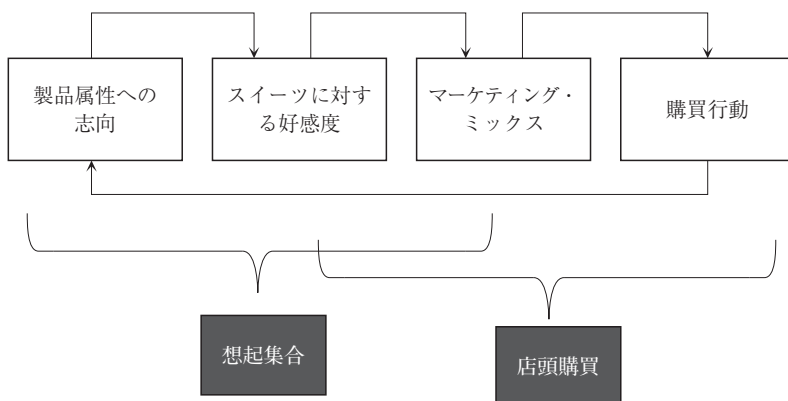 製品属性への
志向
スイーツに対す
る好感度
マーケティング・
ミックス
購買行動
想起集合
店頭購買